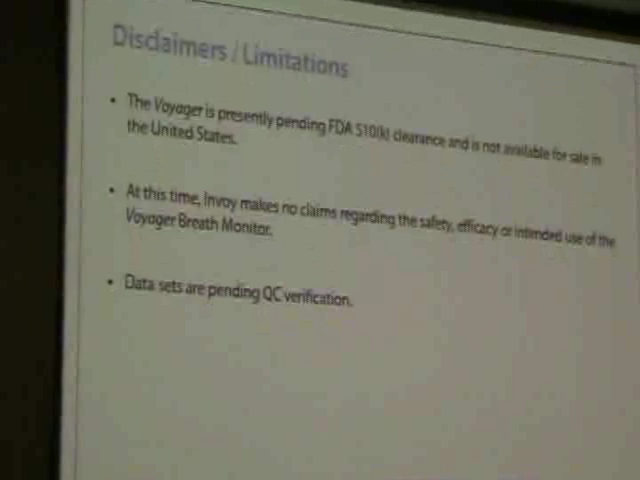 Disclaimers / Limitations
• The Voyager is presently pending FDA 510(k) clearance and is not available for sale in
the United States.
• At this time, Invoy makes no claims regarding the safety, efficacy or intended use of the
Voyager Breath Monitor.
• Data sets are pending QC verification.